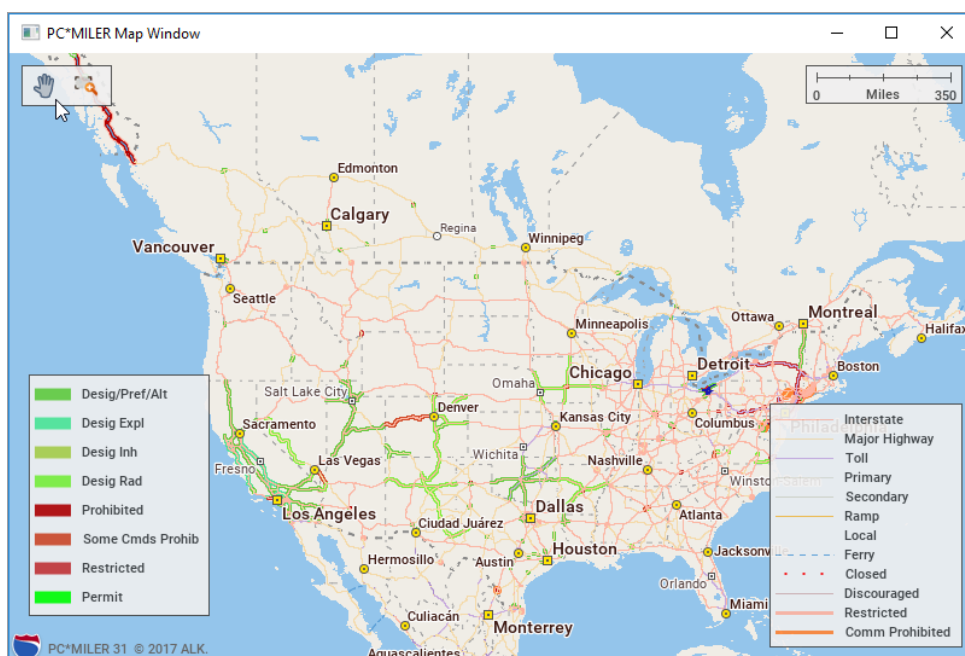 PC*MILER Map Window
0 Miles 350
Edmonton
Calgary
Regina
Winnipeg
Vancouver
Seattle
Ottawa
Montreal
Halifax
Minneapolis
Chicago
Detroit
Boston
Salt Lake City
Omaha
Denver
Columbus
Philadelphia
Sacramento
Kansas City
Fresno
Las Vegas
Wichita
Nashville
Winston-Salem
Los Angeles
Dallas
Atlanta
Ciudad Juárez
Hermosillo
Austin
Houston
Jacksonville
Orlando
Miami
Culiacán
Monterrey
Aguascalientes
Desig/Pref/Alt
Desig Expl
Desig Inh
Desig Rad
Prohibited
Some Cmds Prohib
Restricted
Permit
Interstate
Major Highway
Toll
Primary
Secondary
Ramp
Local
Ferry
Closed
Discouraged
Restricted
Comm Prohibited
PC*MILER 31 © 2017 ALK.